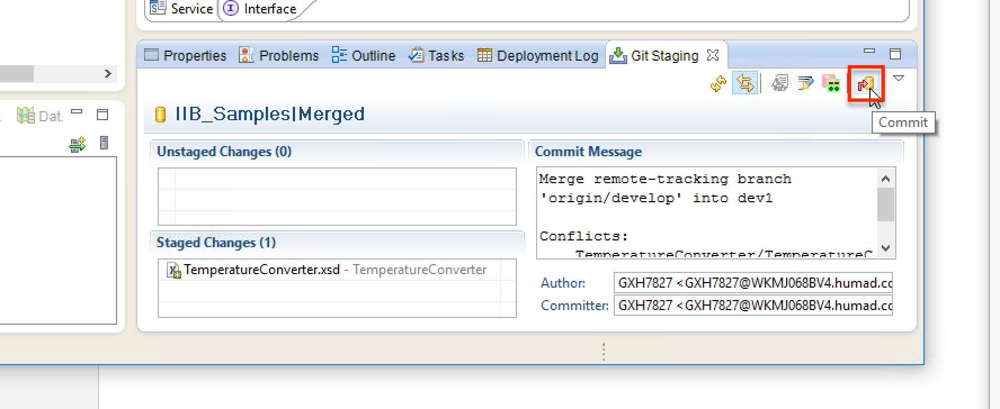 Service
Interface
Properties
Problems
Outline
Tasks
Deployment Log
Git Staging
Dat.
IIB_Samples|Merged
Commit
Unstaged Changes (0)
Commit Message
Merge remote-tracking branch
'origin/develop' into dev1
Conflicts:
TemperatureConverter/TemperatureC
Staged Changes (1)
TemperatureConverter.xsd - TemperatureConverter
Author:
GXH7827 <GXH7827@WKMJ068BV4.humad.cc
Committer:
GXH7827 <GXH7827@WKMJ068BV4.humad.cc